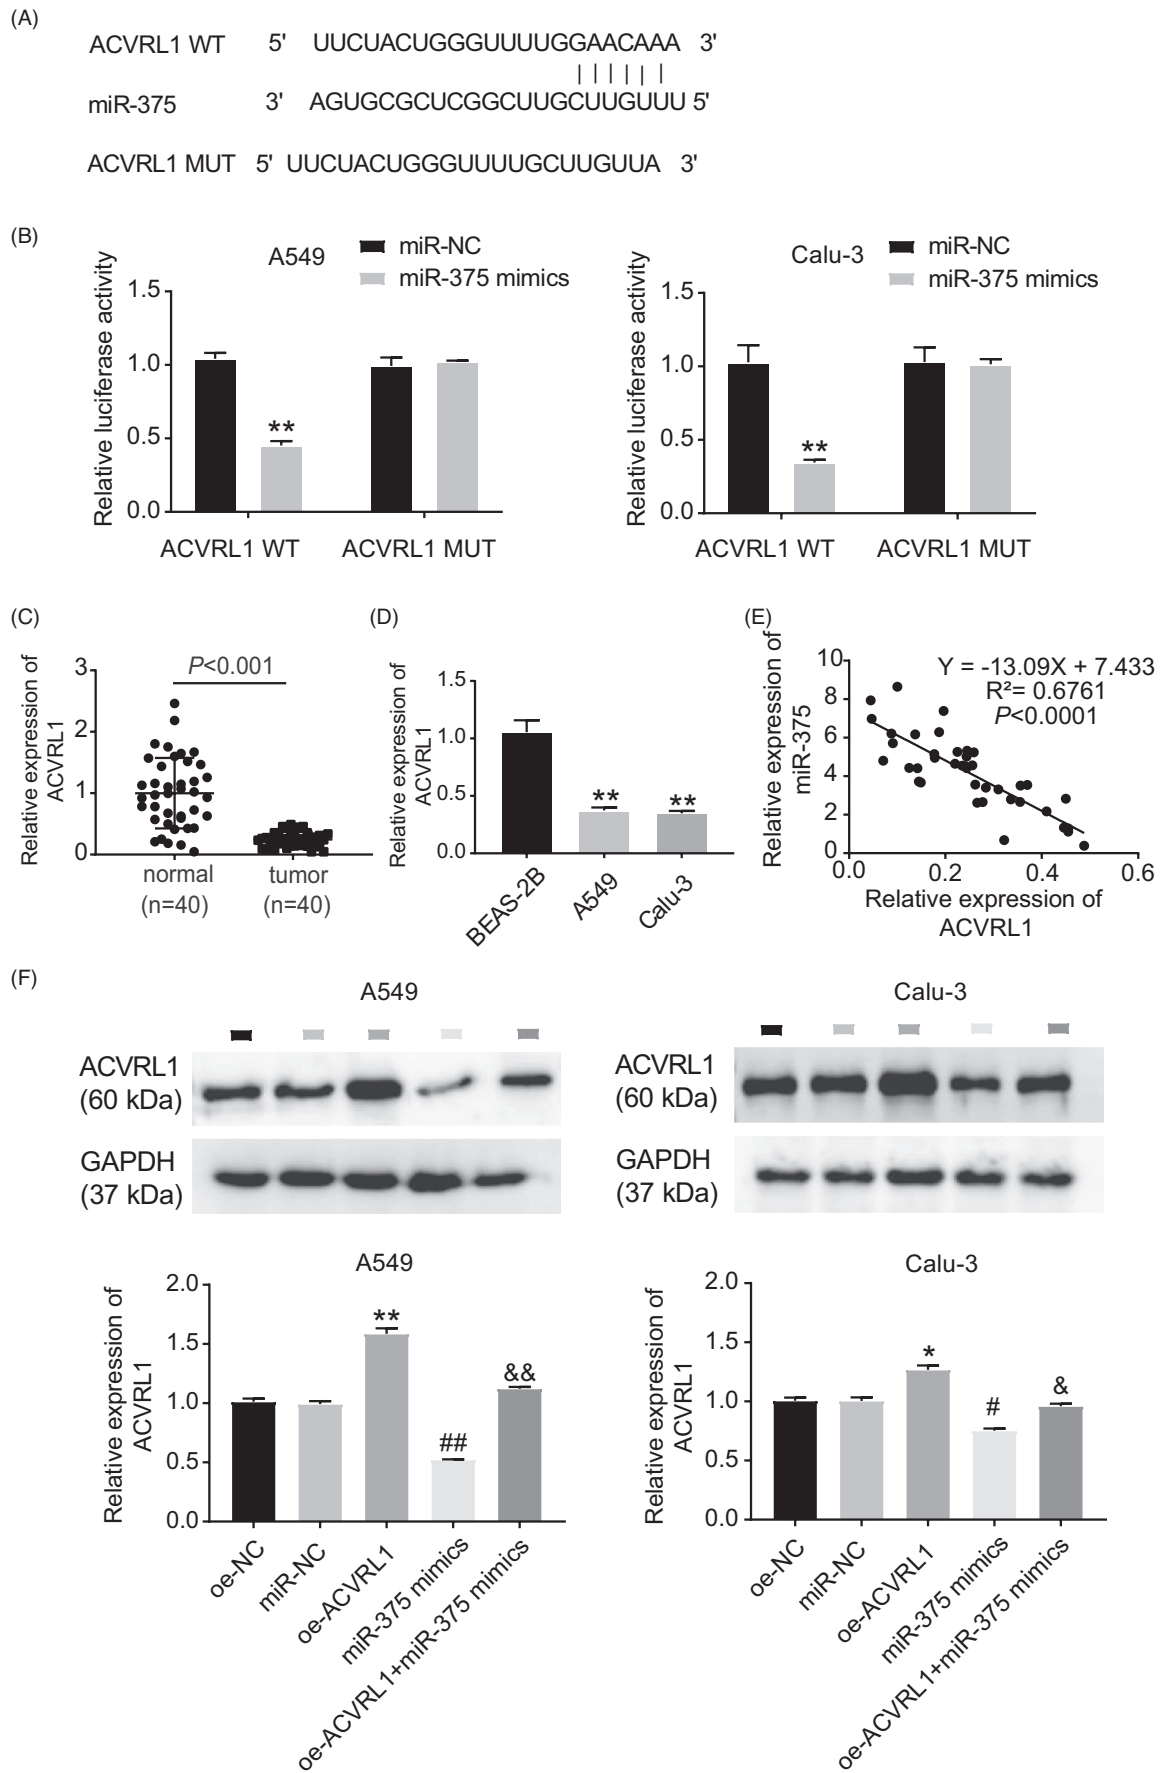 (A)
ACVRL1 WT 5' UUCUACUGGGUUUUGGAACAAA 3'
miR-375 3' AGUGCGCUCGGCUUGCUUGUUU 5'
ACVRL1 MUT 5' UUCUACUGGGUUUUGCUUGUUA 3'
(B)
A549
miR-NC
miR-375 mimics
Relative luciferase activity
1.5
1.0
0.5
0.0
**
ACVRL1 WT ACVRL1 MUT
Calu-3
miR-NC
miR-375 mimics
Relative luciferase activity
1.5
1.0
0.5
0.0
**
ACVRL1 WT ACVRL1 MUT
(C)
Relative expression of
ACVRL1
P<0.001
3
2
1
0
normal tumor
(n=40) (n=40)
(D)
Relative expression of
ACVRL1
1.5
1.0
0.5
0.0
** **
BEAS-2B
A549
Calu-3
(E)
Relative expression of
miR-375
10
8
6
4
2
0
Y = -13.09X + 7.433
R²= 0.6761
P<0.0001
0.0 0.2 0.4 0.6
Relative expression of
ACVRL1
(F)
A549
ACVRL1
(60 kDa)
GAPDH
(37 kDa)
Calu-3
ACVRL1
(60 kDa)
GAPDH
(37 kDa)
A549
Relative expression of
ACVRL1
2.0
1.5
1.0
0.5
0.0
**
##
&&
oe-NC
miR-NC
oe-ACVRL1
miR-375 mimics
oe-ACVRL1+miR-375 mimics
Calu-3
Relative expression of
ACVRL1
2.0
1.5
1.0
0.5
0.0
*
#
&
oe-NC
miR-NC
oe-ACVRL1
miR-375 mimics
oe-ACVRL1+miR-375 mimics